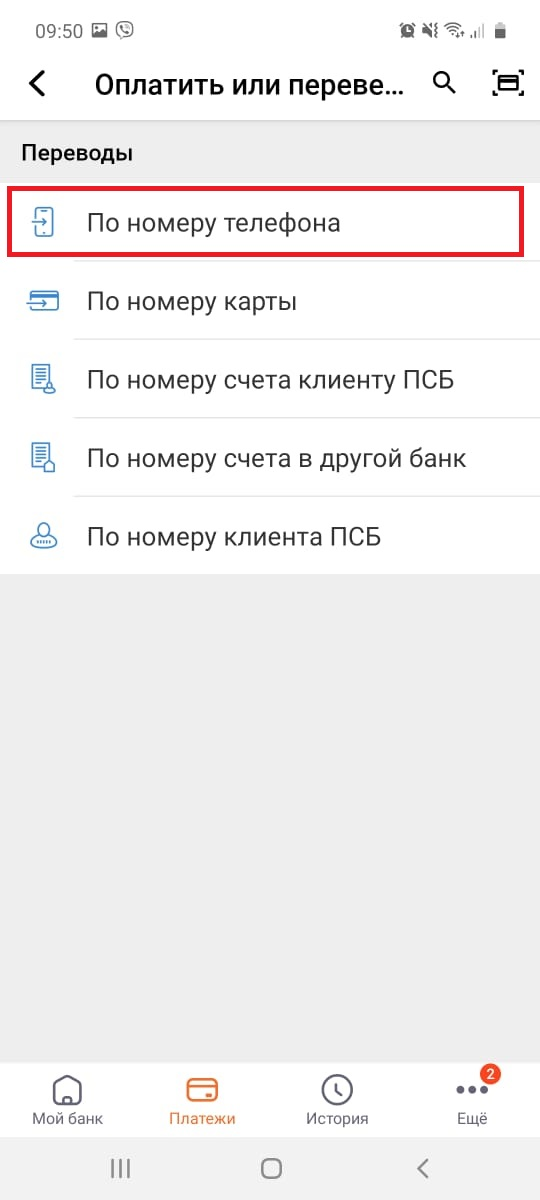 09:50
Оплатить или переве...
Переводы
По номеру телефона
По номеру карты
По номеру счета клиенту ПСБ
По номеру счета в другой банк
По номеру клиента ПСБ
2
Мой банк
Платежи
История
Ещё